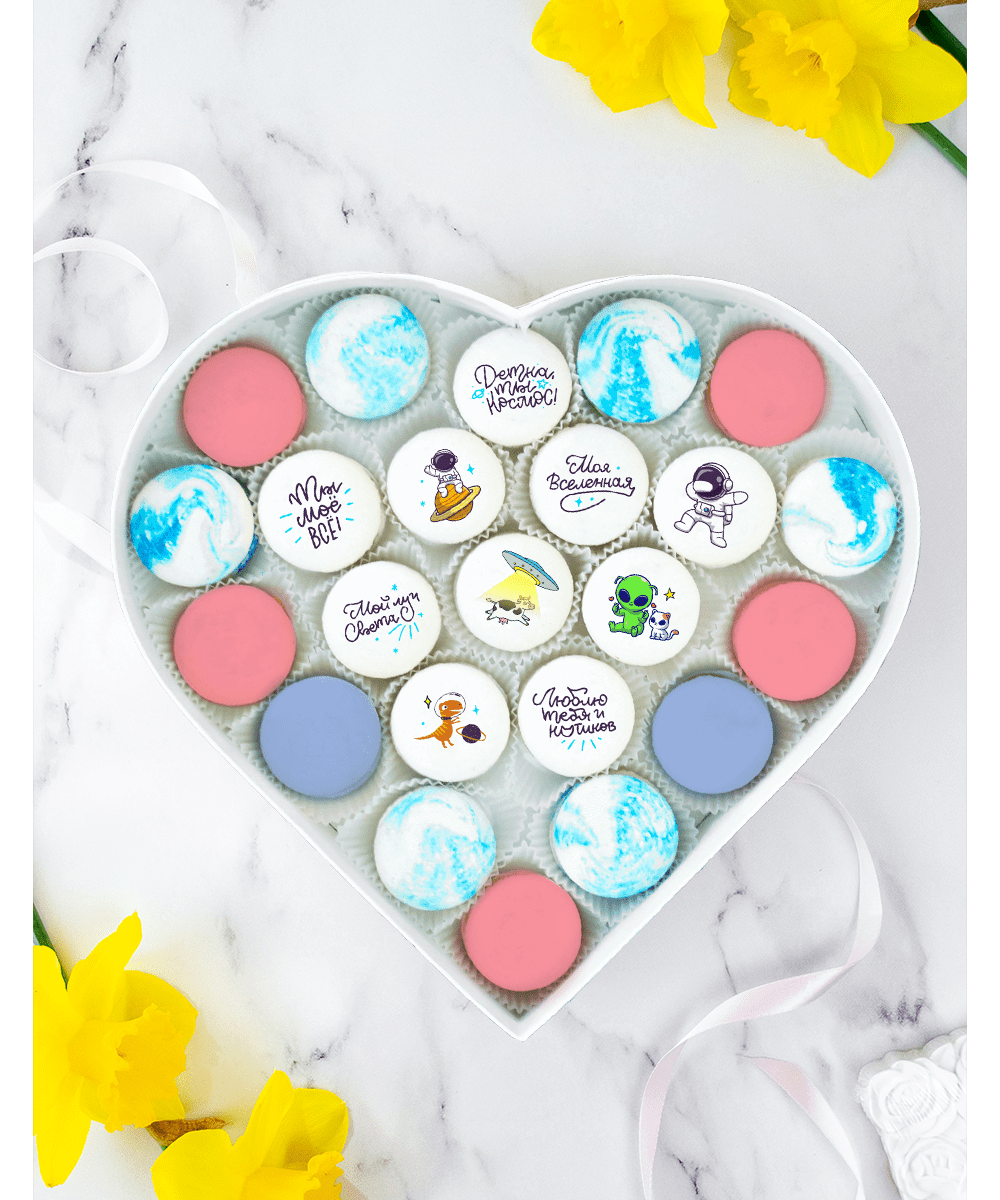 Детка,
ты
космос!
Моя
Вселенная
Ты
моё
ВСЁ!
Мой луч
Света
Люблю
тебя и
котиков